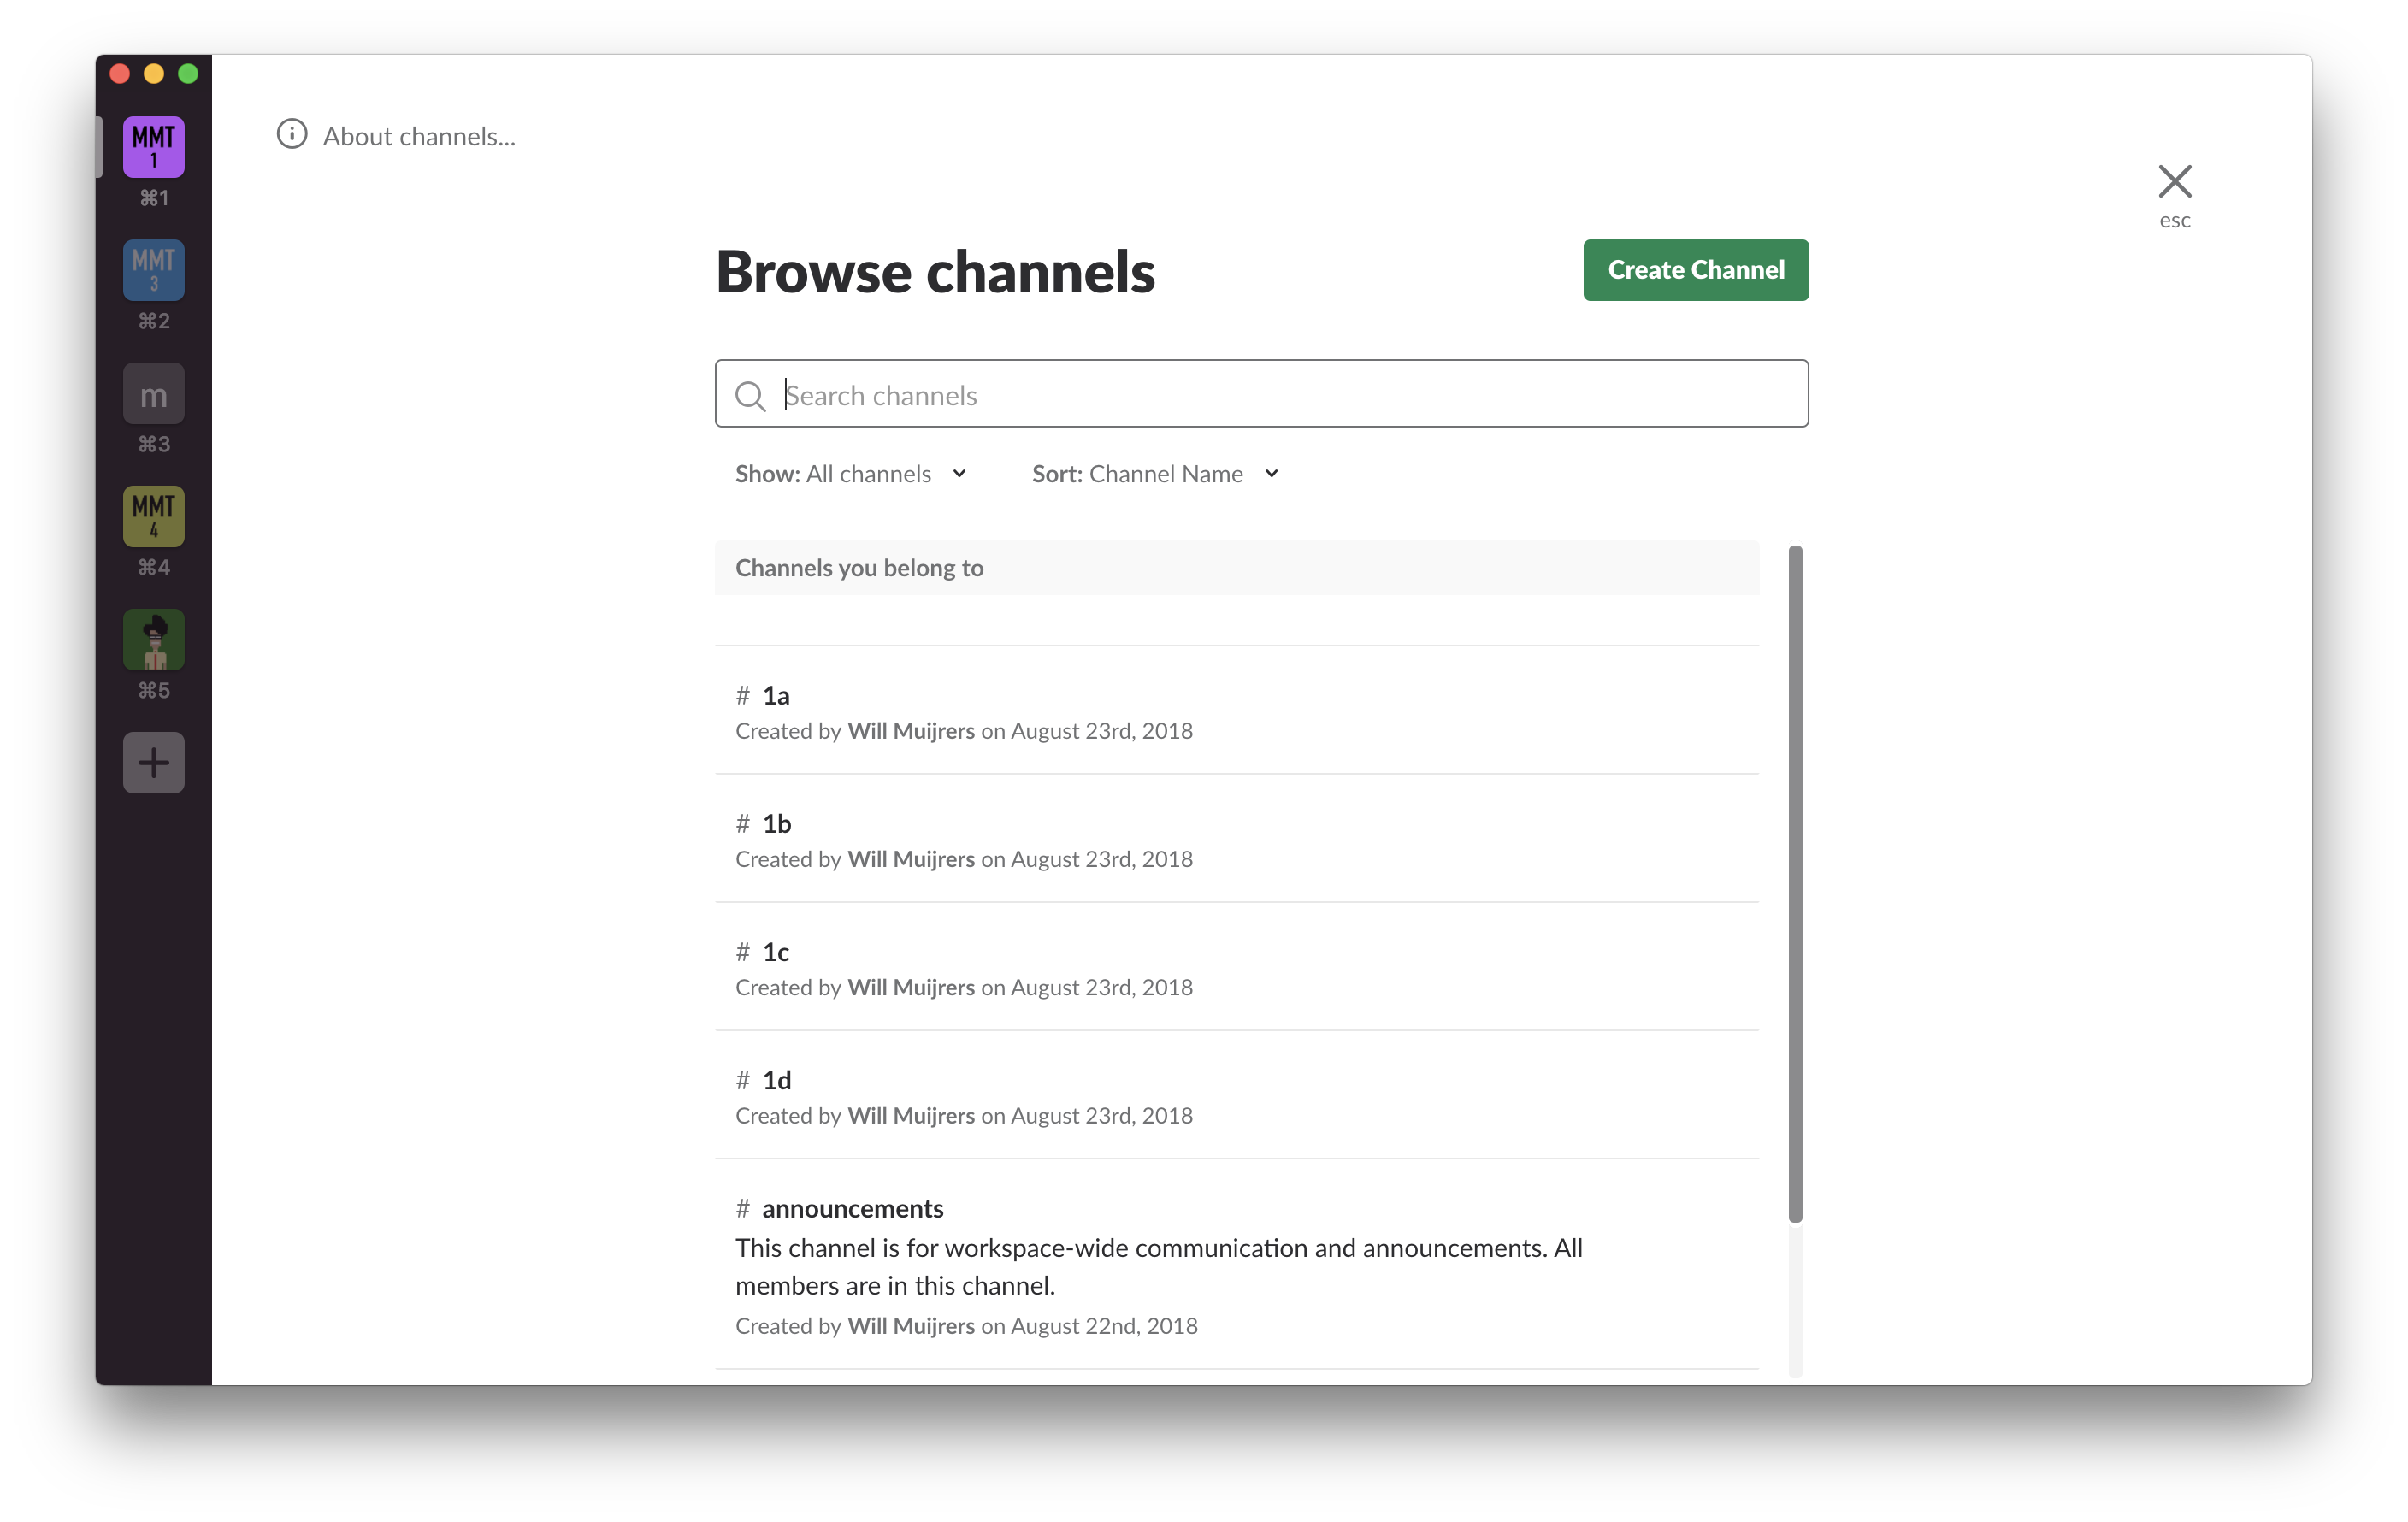 MMT
1
⌘1
MMT
3
⌘2
m
⌘3
MMT
4
⌘4
⌘5
About channels...
esc
Browse channels
Create Channel
Search channels
Show: All channels
Sort: Channel Name
Channels you belong to
# 1a
Created by Will Muijrers on August 23rd, 2018
# 1b
Created by Will Muijrers on August 23rd, 2018
# 1c
Created by Will Muijrers on August 23rd, 2018
# 1d
Created by Will Muijrers on August 23rd, 2018
# announcements
This channel is for workspace-wide communication and announcements. All
members are in this channel.
Created by Will Muijrers on August 22nd, 2018